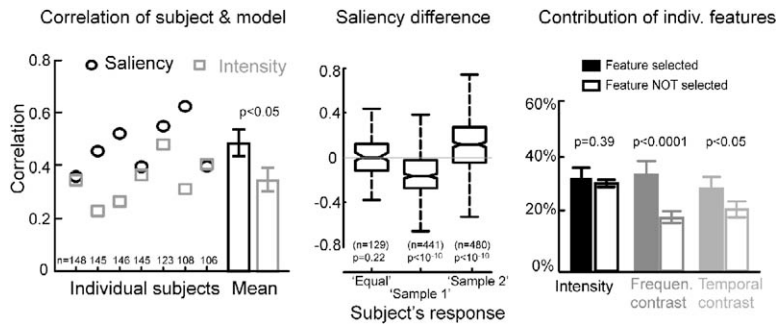 Correlation of subject & model
Saliency
Intensity
p<0.05
Correlation
0.8
0.6
0.4
0.2
0
n=148 145 146 145 123 108 106
Individual subjects Mean
Saliency difference
0.8
0.4
0
-0.4
-0.8
(n=129) (n=441) (n=480)
p=0.22 p<10-10 p<10-10
'Equal' 'Sample 2'
'Sample 1'
Subject's response
Contribution of indiv. features
Feature selected
Feature NOT selected
60%
40%
20%
0%
p=0.39 p<0.0001 p<0.05
Intensity Frequen. Temporal
contrast contrast